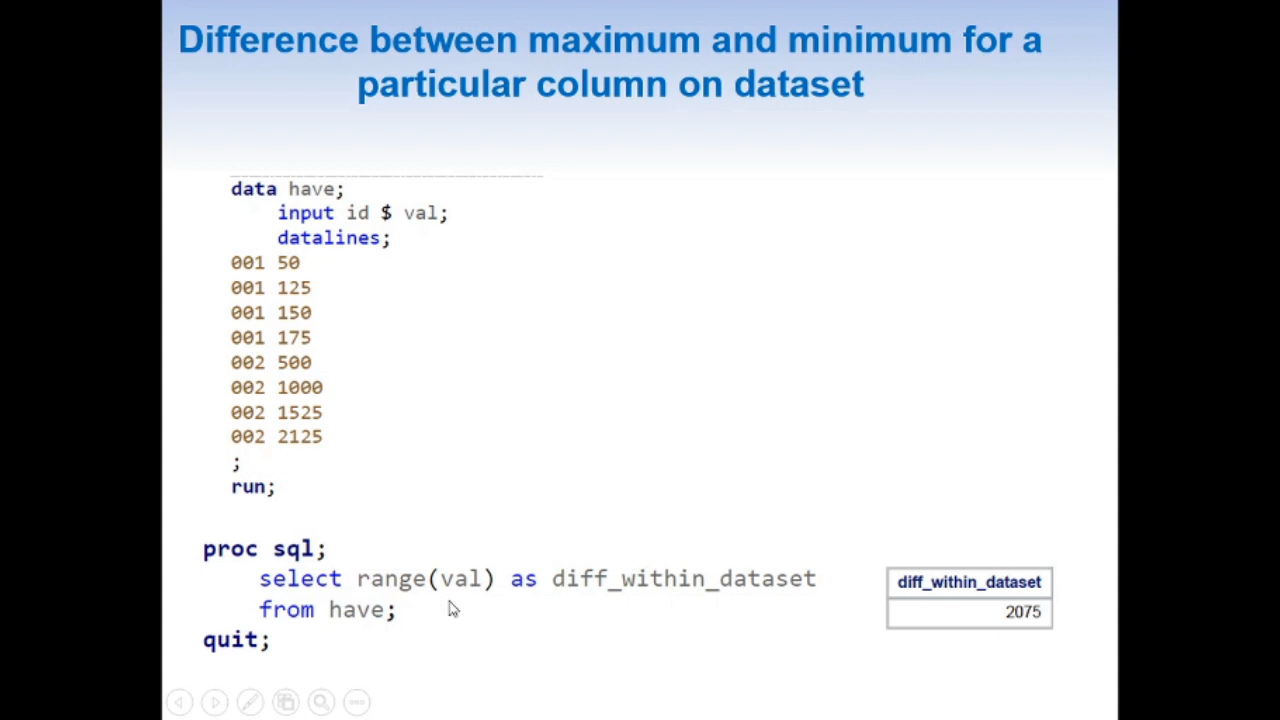 Difference between maximum and minimum for a
particular column on dataset
data have;
input id $ val;
datalines;
001 50
001 125
001 150
001 175
002 500
002 1000
002 1525
002 2125
;
run;
proc sql;
select range(val) as diff_within_dataset
from have;
quit;
diff_within_dataset
2075